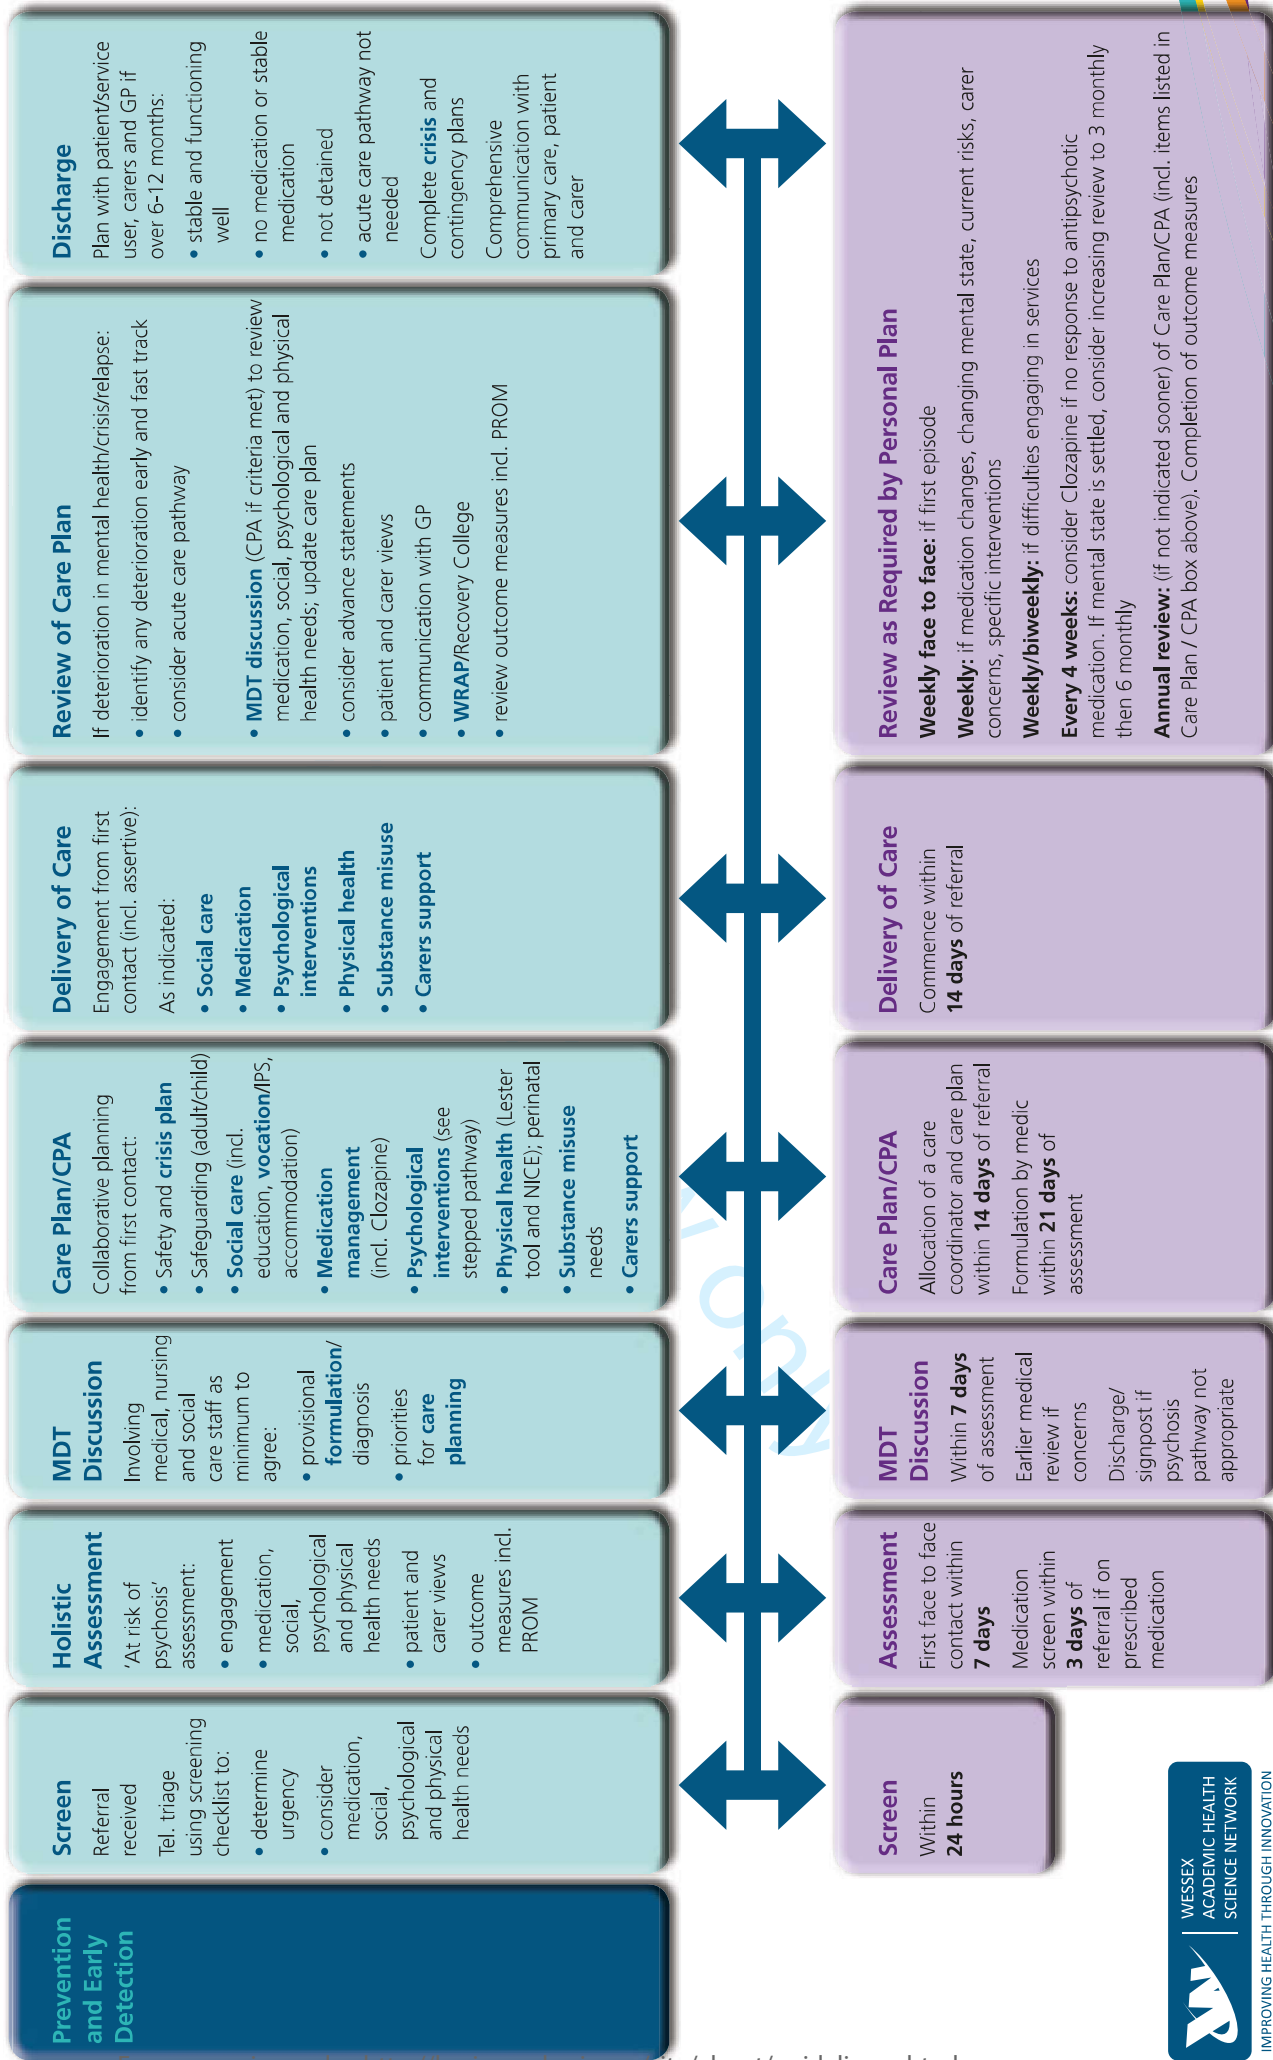 Prevention
and Early
Detection
Screen
Referral
received
Tel. triage
using screening
checklist to:
• determine
urgency
• consider
medication,
social,
psychological
and physical
health needs
Holistic
Assessment
‘At risk of
psychosis’
assessment:
• engagement
• medication,
social,
psychological
and physical
health needs
• patient and
carer views
• outcome
measures incl.
PROM
MDT
Discussion
Involving
medical, nursing
and social
care staff as
minimum to
agree:
• provisional
formulation/
diagnosis
• priorities
for care
planning
Care Plan/CPA
Collaborative planning
from first contact:
• Safety and crisis plan
• Safeguarding (adult/child)
• Social care (incl.
education, vocation/IPS,
accommodation)
• Medication
management
(incl. Clozapine)
• Psychological
interventions (see
stepped pathway)
• Physical health (Lester
tool and NICE); perinatal
• Substance misuse
needs
• Carers support
Delivery of Care
Engagement from first
contact (incl. assertive):
As indicated:
• Social care
• Medication
• Psychological
interventions
• Physical health
• Substance misuse
• Carers support
Review of Care Plan
If deterioration in mental health/crisis/relapse:
• identify any deterioration early and fast track
• consider acute care pathway
• MDT discussion (CPA if criteria met) to review
medication, social, psychological and physical
health needs; update care plan
• consider advance statements
• patient and carer views
• communication with GP
• WRAP/Recovery College
• review outcome measures incl. PROM
Discharge
Plan with patient/service
user, carers and GP if
over 6-12 months:
• stable and functioning
well
• no medication or stable
medication
• not detained
• acute care pathway not
needed
Complete crisis and
contingency plans
Comprehensive
communication with
primary care, patient
and carer
Screen
Within
24 hours
Assessment
First face to face
contact within
7 days
Medication
screen within
3 days of
referral if on
prescribed
medication
MDT
Discussion
Within 7 days
of assessment
Earlier medical
review if
concerns
Discharge/
signpost if
psychosis
pathway not
appropriate
Care Plan/CPA
Allocation of a care
coordinator and care plan
within 14 days of referral
Formulation by medic
within 21 days of
assessment
Delivery of Care
Commence within
14 days of referral
Review as Required by Personal Plan
Weekly face to face: if first episode
Weekly: if medication changes, changing mental state, current risks, carer
concerns, specific interventions
Weekly/biweekly: if difficulties engaging in services
Every 4 weeks: consider Clozapine if no response to antipsychotic
medication. If mental state is settled, consider increasing review to 3 monthly
then 6 monthly
Annual review: (if not indicated sooner) of Care Plan/CPA (incl. items listed in
Care Plan / CPA box above). Completion of outcome measures
only
WESSEX
ACADEMIC HEALTH
SCIENCE NETWORK
IMPROVING HEALTH THROUGH INNOVATION